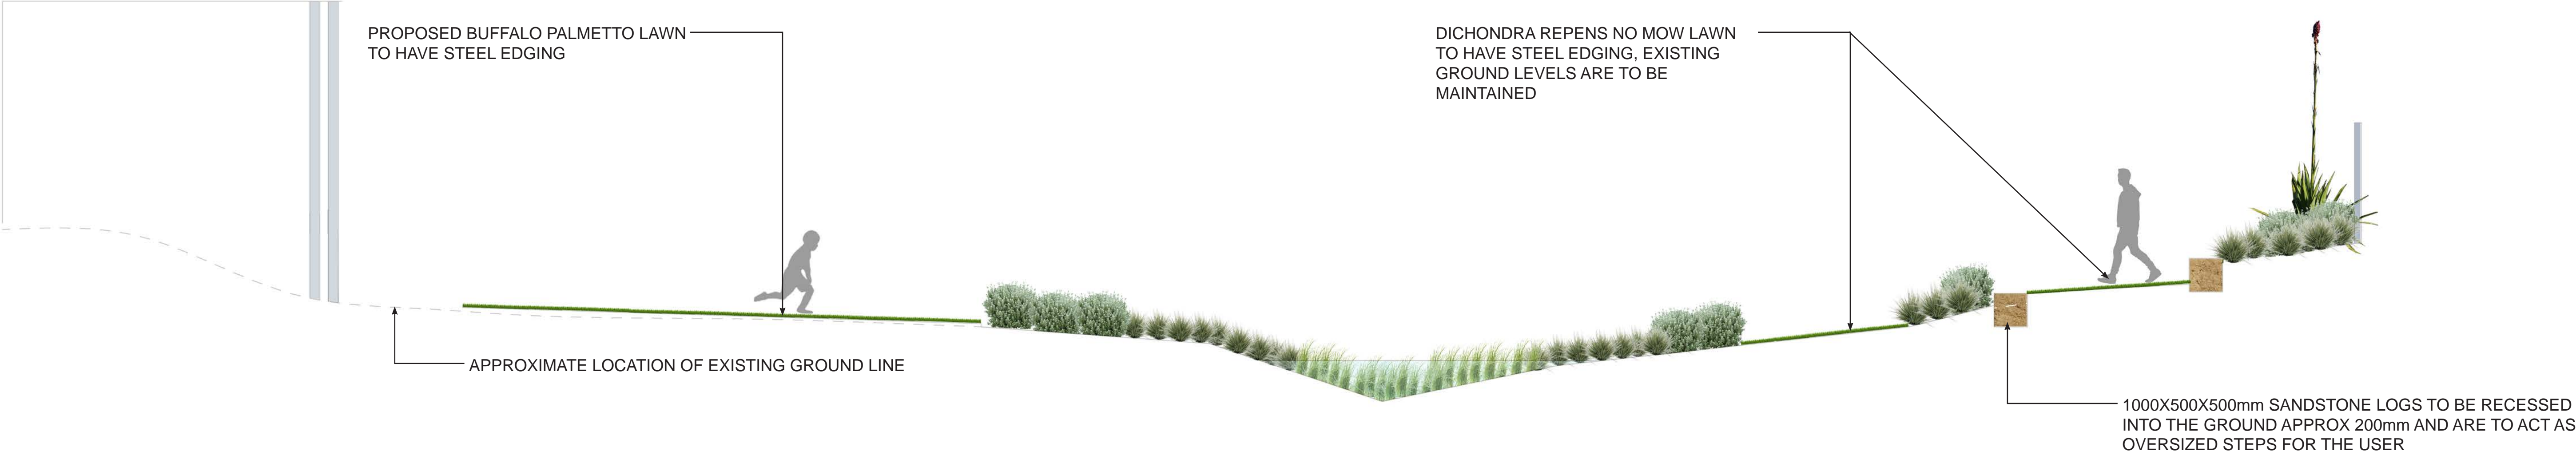 PROPOSED BUFFALO PALMETTO LAWN
TO HAVE STEEL EDGING
DICHONDRA REPENS NO MOW LAWN
TO HAVE STEEL EDGING, EXISTING
GROUND LEVELS ARE TO BE
MAINTAINED
APPROXIMATE LOCATION OF EXISTING GROUND LINE
1000X500X500mm SANDSTONE LOGS TO BE RECESSED
INTO THE GROUND APPROX 200mm AND ARE TO ACT AS
OVERSIZED STEPS FOR THE USER